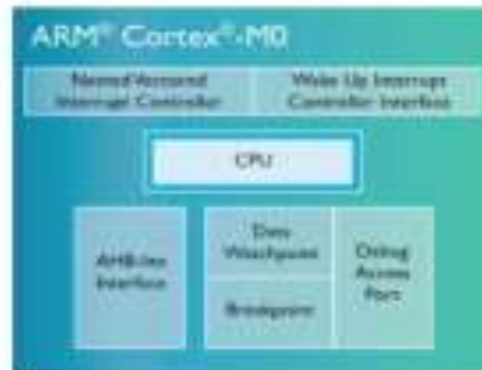 ARM® Cortex®-M0
Nested Vectored
Interrupt Controller
Wake Up Interrupt
Controller Interface
CPU
AHB-lite
Interface
Data
Watchpoint
Breakpoint
Debug
Access
Port